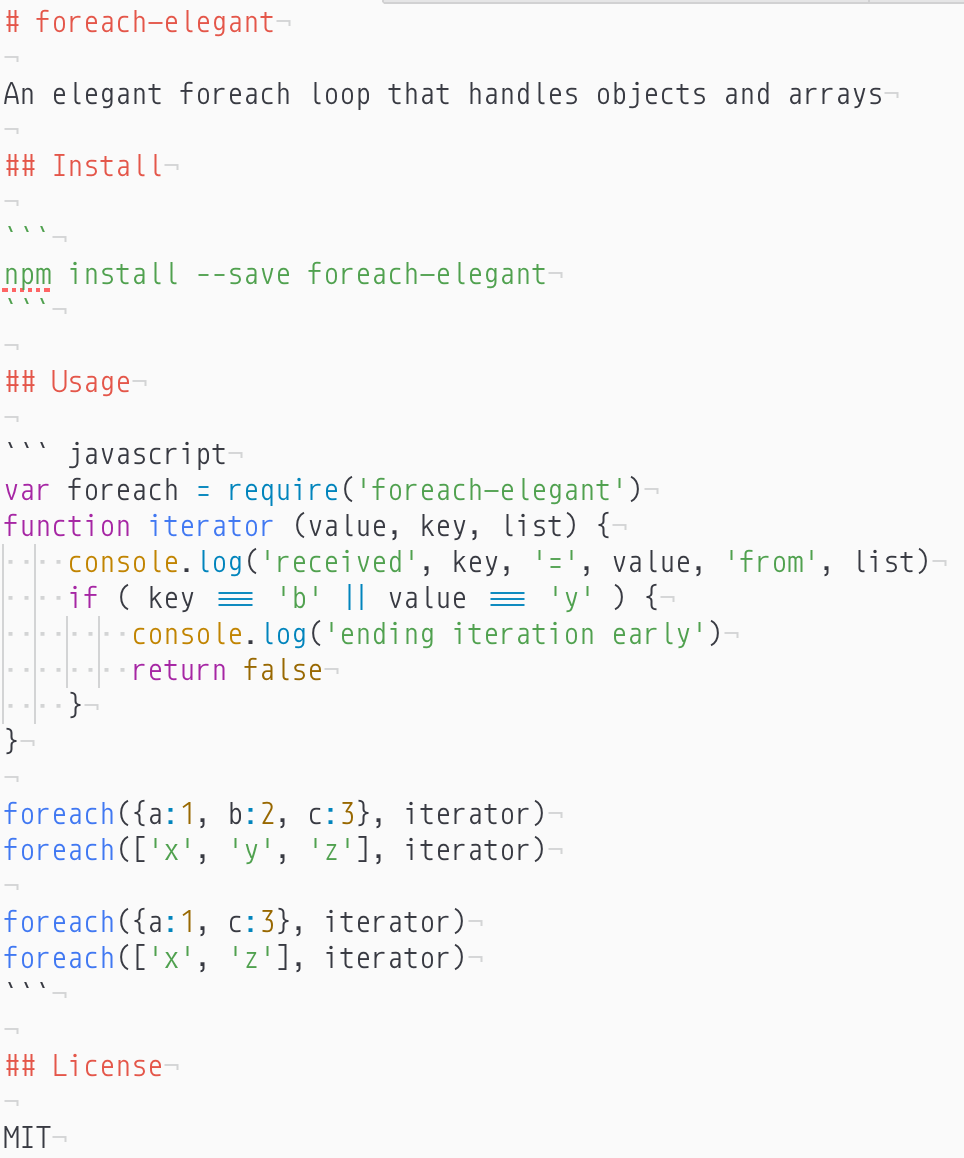 # foreach-elegant¬
¬
An elegant foreach loop that handles objects and arrays¬
¬
## Install¬
¬
```¬
npm install --save foreach-elegant¬
```¬
¬
## Usage¬
¬
``` javascript¬
var foreach = require('foreach-elegant')¬
function iterator (value, key, list) {¬
····console.log('received', key, '=', value, 'from', list)¬
····if ( key === 'b' || value === 'y' ) {¬
········console.log('ending iteration early')¬
········return false¬
····}¬
}¬
¬
foreach({a:1, b:2, c:3}, iterator)¬
foreach(['x', 'y', 'z'], iterator)¬
¬
foreach({a:1, c:3}, iterator)¬
foreach(['x', 'z'], iterator)¬
```¬
¬
## License¬
¬
MIT¬